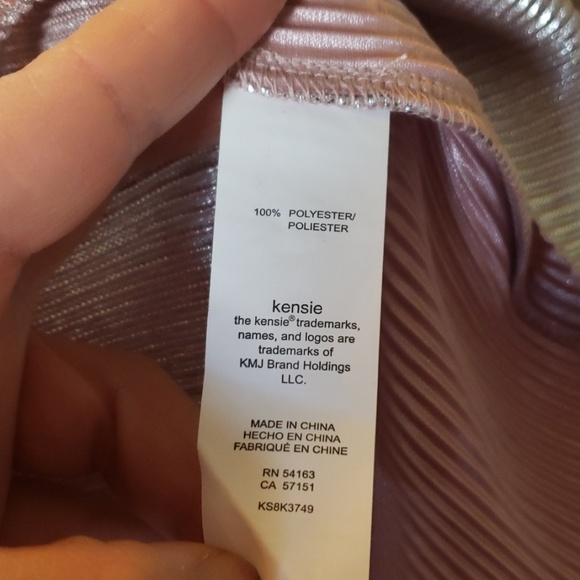 100% POLYESTER/
POLIESTER
kensie
the kensie® trademarks,
names, and logos are
trademarks of
KMJ Brand Holdings
LLC.
MADE IN CHINA
HECHO EN CHINA
FABRIQUÉ EN CHINE
RN 54163
CA 57151
KS8K3749